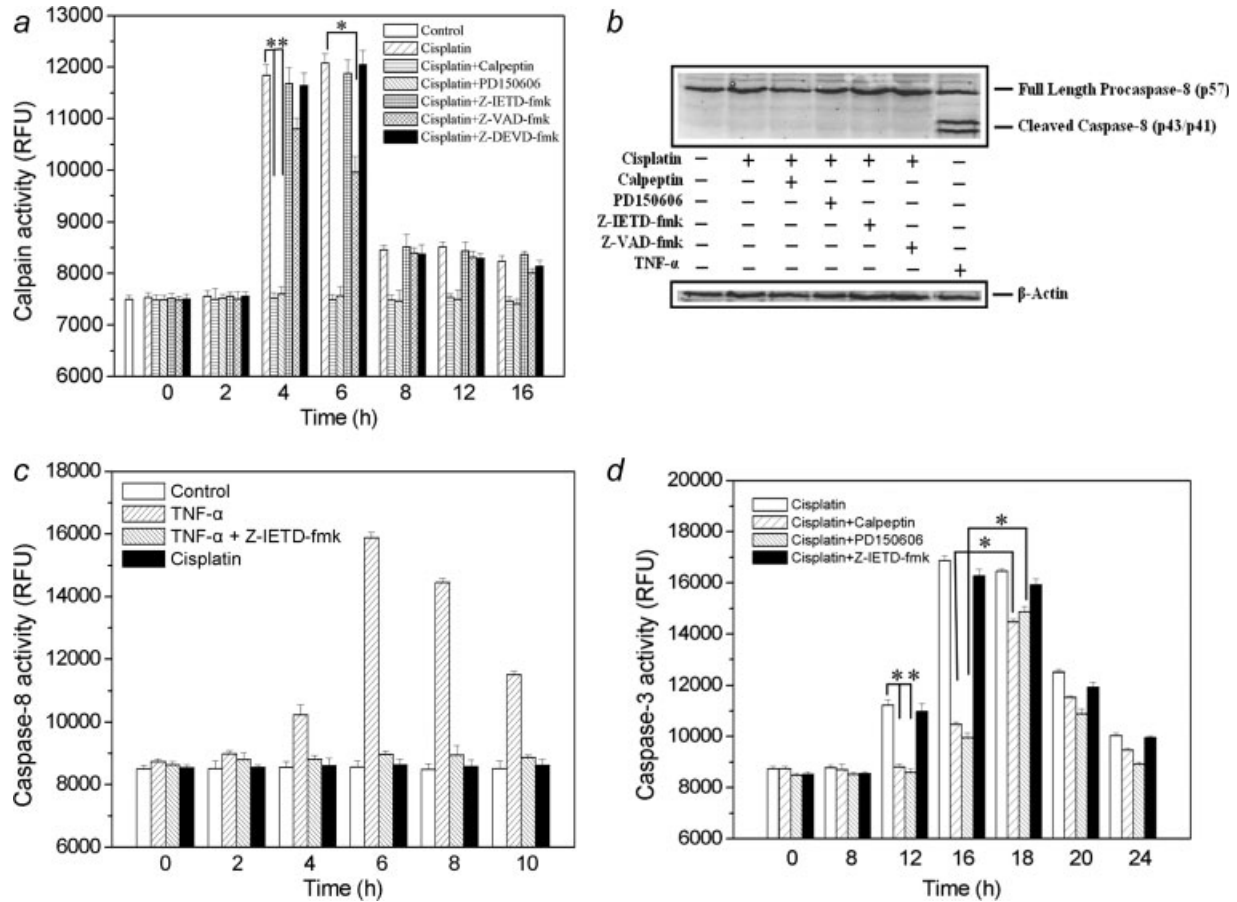 a
13000
12000
11000
10000
9000
8000
7000
6000
Calpain activity (RFU)
0 2 4 6 8 12 16
Time (h)
** *
Control
Cisplatin
Cisplatin+Calpeptin
Cisplatin+PD150606
Cisplatin+Z-IETD-fmk
Cisplatin+Z-VAD-fmk
Cisplatin+Z-DEVD-fmk
b
Full Length Procaspase-8 (p57)
Cleaved Caspase-8 (p43/p41)
Cisplatin – + + + + + –
Calpeptin – – + – – – –
PD150606 – – – + – – –
Z-IETD-fmk – – – – + – –
Z-VAD-fmk – – – – – + –
TNF-α – – – – – – +
β-Actin
c
18000
16000
14000
12000
10000
8000
6000
Caspase-8 activity (RFU)
0 2 4 6 8 10
Time (h)
Control
TNF-α
TNF-α + Z-IETD-fmk
Cisplatin
d
20000
18000
16000
14000
12000
10000
8000
6000
Caspase-3 activity (RFU)
0 8 12 16 18 20 24
Time (h)
Cisplatin
Cisplatin+Calpeptin
Cisplatin+PD150606
Cisplatin+Z-IETD-fmk
*
*
**